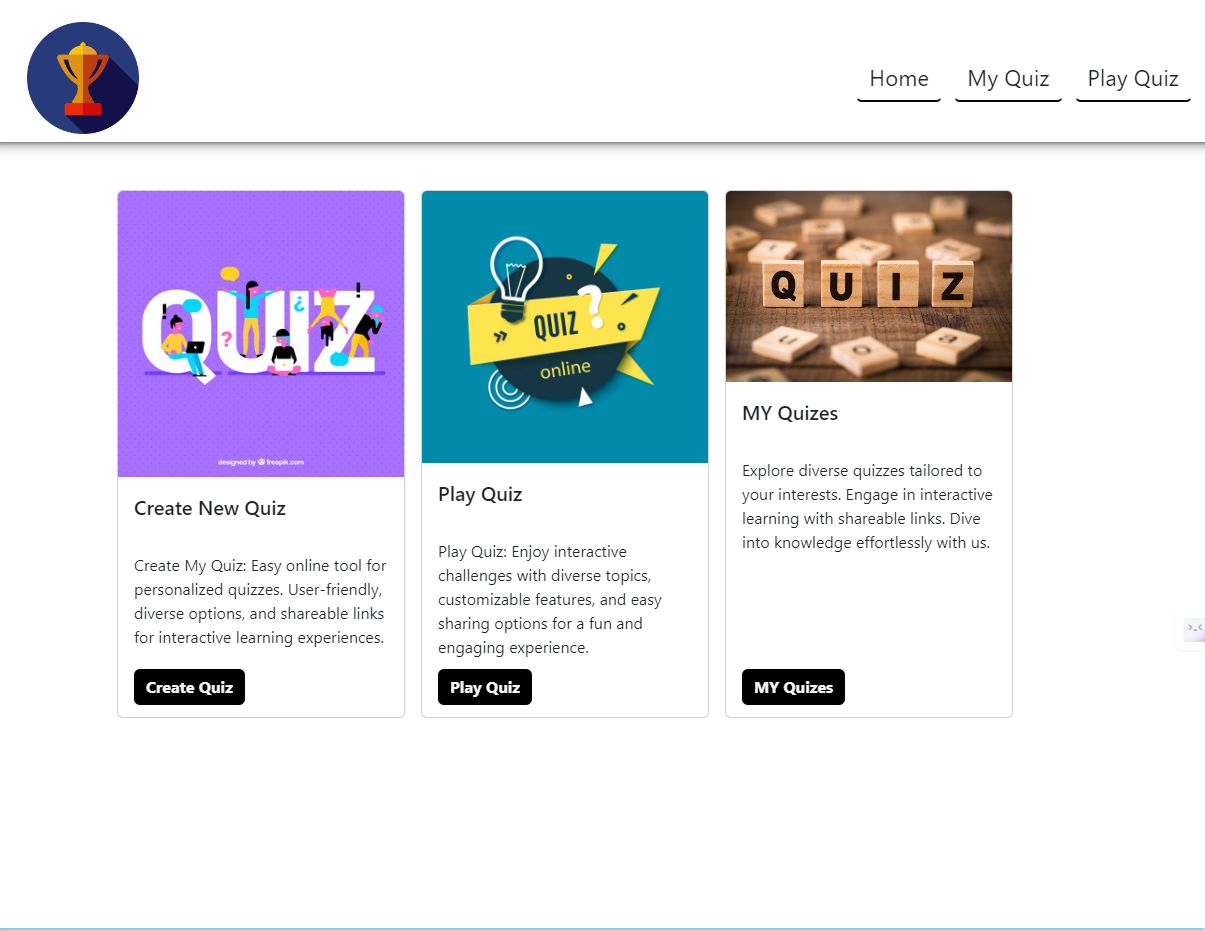 Home
My Quiz
Play Quiz
QUIZ
designed by freepik.com
Create New Quiz
Create My Quiz: Easy online tool for
personalized quizzes. User-friendly,
diverse options, and shareable links
for interactive learning experiences.
Create Quiz
QUIZ
online
Play Quiz
Play Quiz: Enjoy interactive
challenges with diverse topics,
customizable features, and easy
sharing options for a fun and
engaging experience.
Play Quiz
QUIZ
u
o
a
MY Quizes
Explore diverse quizzes tailored to
your interests. Engage in interactive
learning with shareable links. Dive
into knowledge effortlessly with us.
MY Quizes